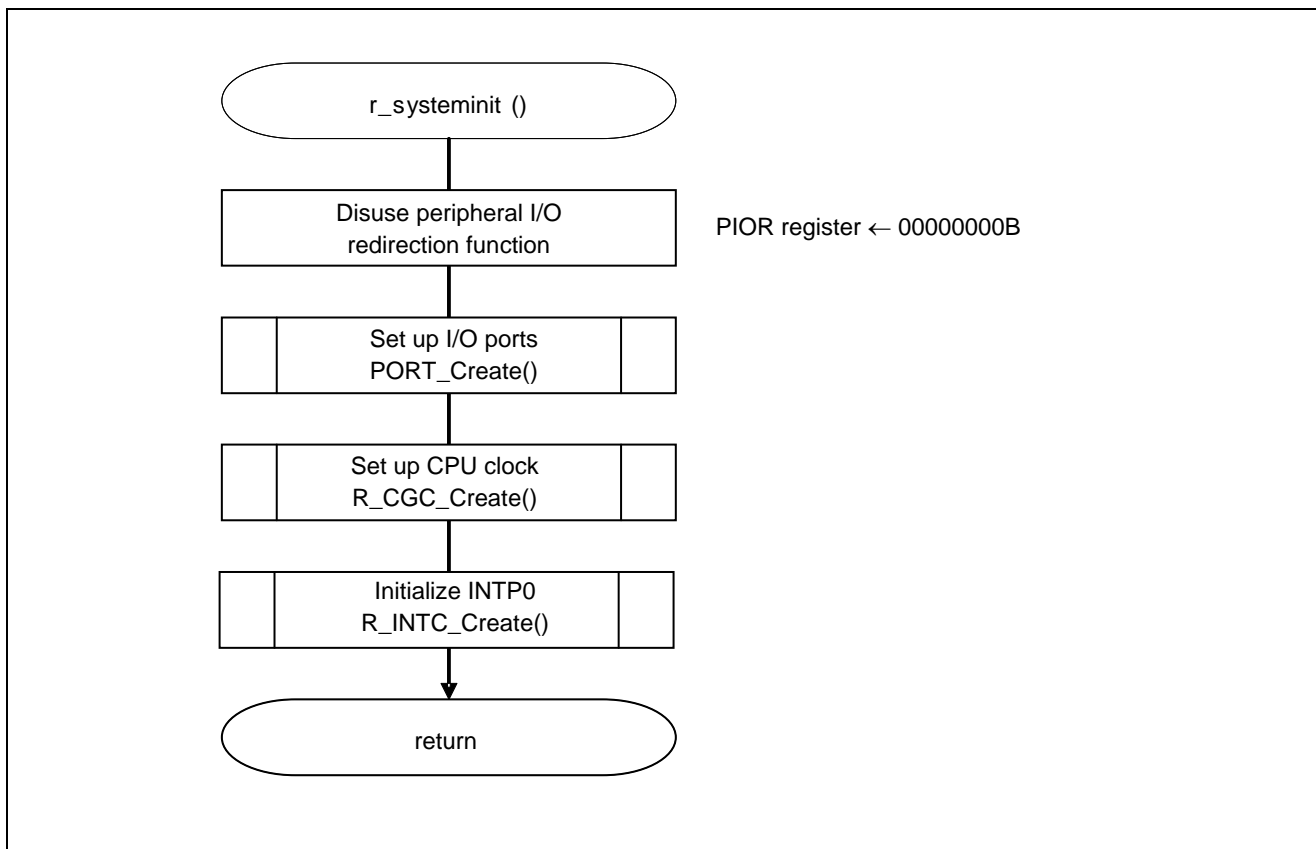 r_systeminit ()
Disuse peripheral I/O
redirection function
PIOR register ← 00000000B
Set up I/O ports
PORT_Create()
Set up CPU clock
R_CGC_Create()
Initialize INTP0
R_INTC_Create()
return